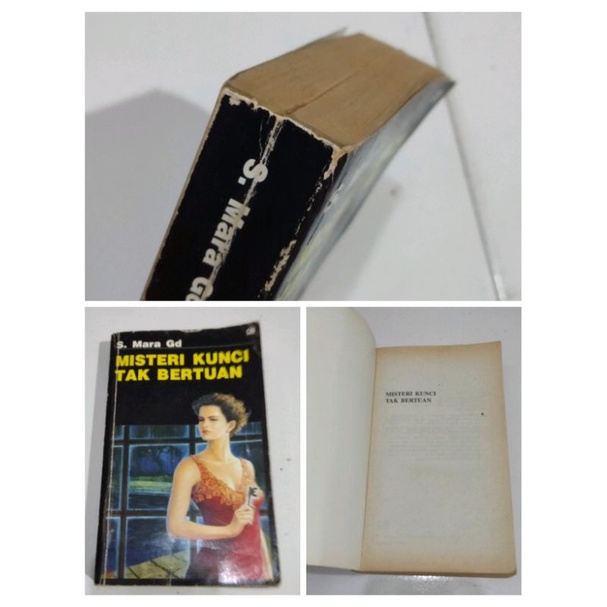 S. Mara G
S. Mara Gd
MISTERI KUNCI
TAK BERTUAN
MISTERI KUNCI
TAK BERTUAN